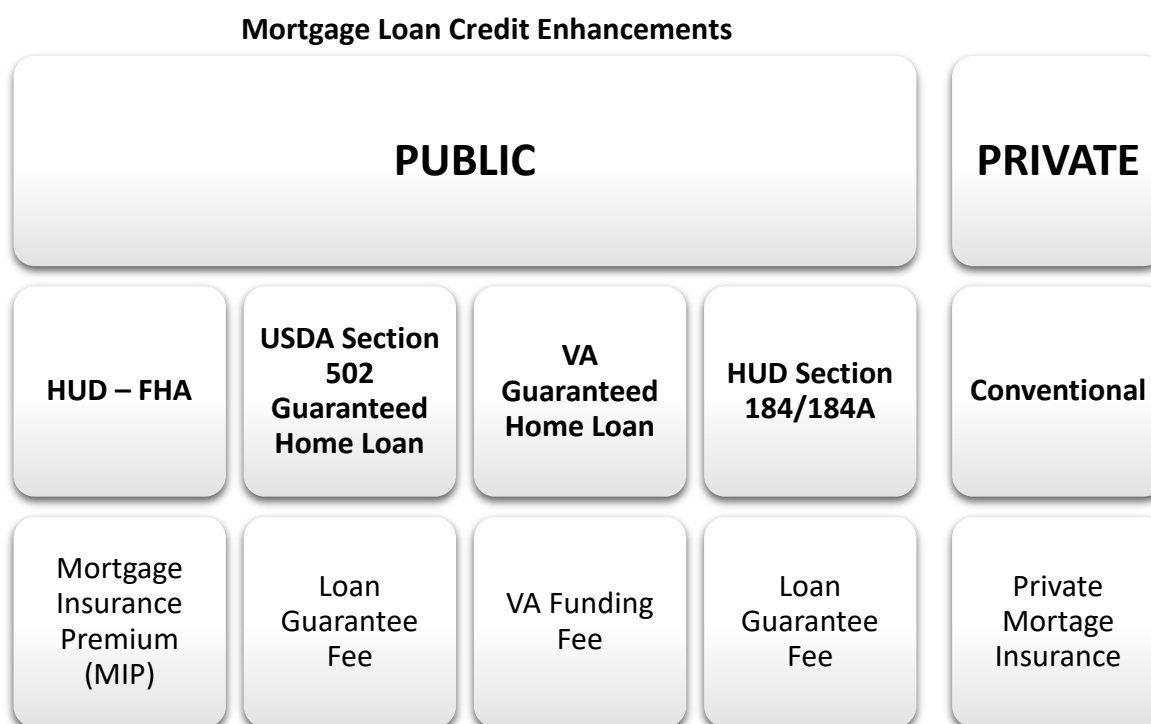 Mortgage Loan Credit Enhancements
PUBLIC
PRIVATE
HUD – FHA
USDA Section
502
Guaranteed
Home Loan
VA
Guaranteed
Home Loan
HUD Section
184/184A
Conventional
Mortgage
Insurance
Premium
(MIP)
Loan
Guarantee
Fee
VA Funding
Fee
Loan
Guarantee
Fee
Private
Mortage
Insurance